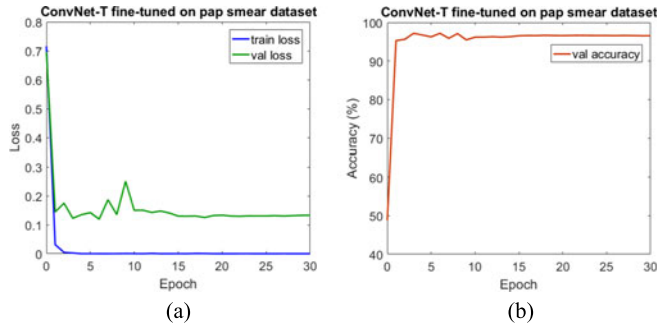 ConvNet-T fine-tuned on pap smear dataset
0.8
0.7
0.6
0.5
0.4
0.3
0.2
0.1
0
Loss
train loss
val loss
0 5 10 15 20 25 30
Epoch
(a)
ConvNet-T fine-tuned on pap smear dataset
100
90
80
70
60
50
40
Accuracy (%)
val accuracy
0 5 10 15 20 25 30
Epoch
(b)